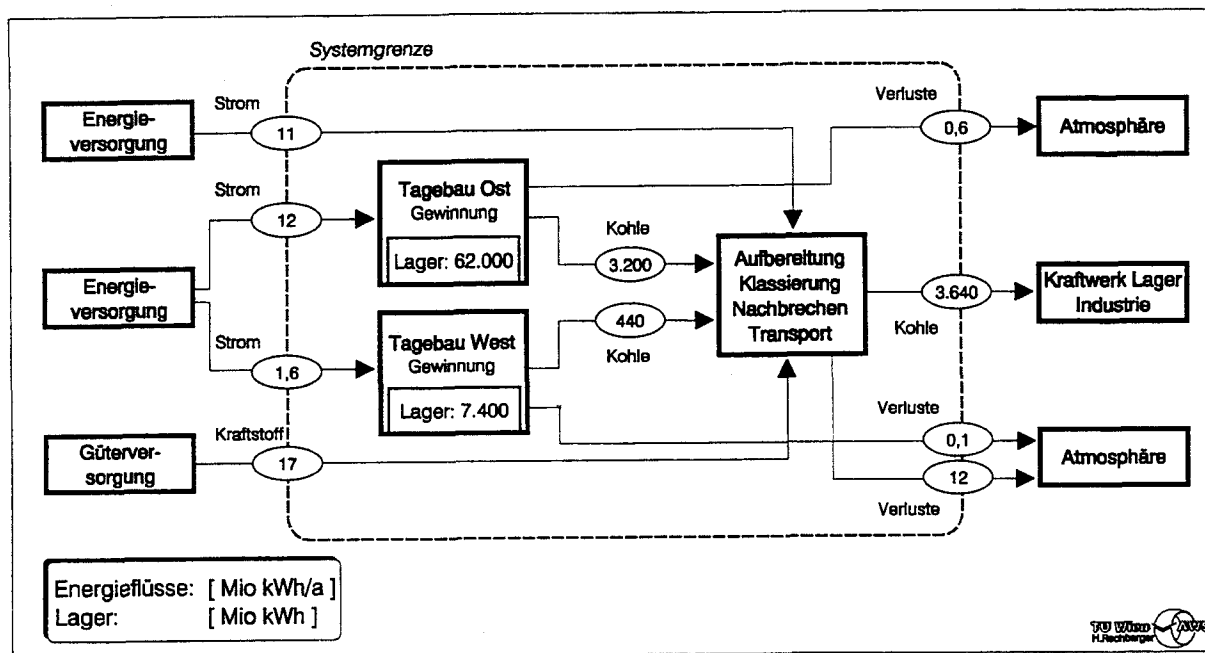 Systemgrenze
Strom
Verluste
Energie-
versorgung
11
0,6
Atmosphäre
Strom
Tagebau Ost
Gewinnung
12
Kohle
Lager: 62.000
3.200
Aufbereitung
Klassierung
Nachbrechen
Transport
Energie-
versorgung
3.640
Kraftwerk Lager
Industrie
440
Kohle
Kohle
Strom
Tagebau West
Gewinnung
1,6
Lager: 7.400
Verluste
Kraftstoff
0,1
Güterver-
sorgung
17
Atmosphäre
12
Verluste
Energieflüsse: [ Mio kWh/a ]
Lager: [ Mio kWh ]
TU Wien AWS
H.Rechberger